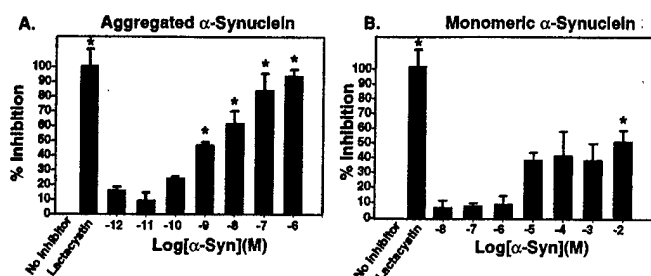 A. Aggregated α-Synuclein
% Inhibition
100
90
80
70
60
50
40
30
20
10
0
* * * * *
No Inhibitor
Lactacystin
-12 -11 -10 -9 -8 -7 -6
Log[α-Syn](M)
B. Monomeric α-Synuclein
% Inhibition
100
90
80
70
60
50
40
30
20
10
0
* *
No Inhibitor
Lactacystin
-8 -7 -6 -5 -4 -3 -2
Log[α-Syn](M)